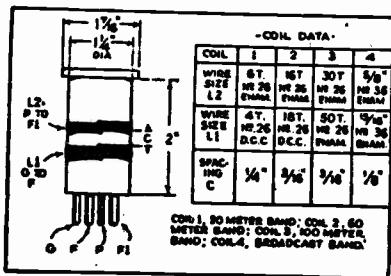 1 7/16"
1 1/4"
DIA
L2-
P TO
F1
L1
G TO
F
C
2"
G F P F1
-COIL DATA-
COIL 1 2 3 4
WIRE SIZE L2 6 T. Nº 26 ENAM. 16T Nº 26 ENAM. 30T Nº 26 ENAM. 5/8" Nº 36 ENAM.
WIRE SIZE L1 4T. Nº.26 D.C.C. 18T. Nº.26 D.C.C. 50T. Nº 26 ENAM. Nº 36 ENAM.
SPACING C 1/4" 3/16" 3/16" 1/8"
COIL 1, METER BAND; COIL 2, 60
METER BAND; COIL 3, 100 METER
BAND; COIL 4, BROADCAST BAND.